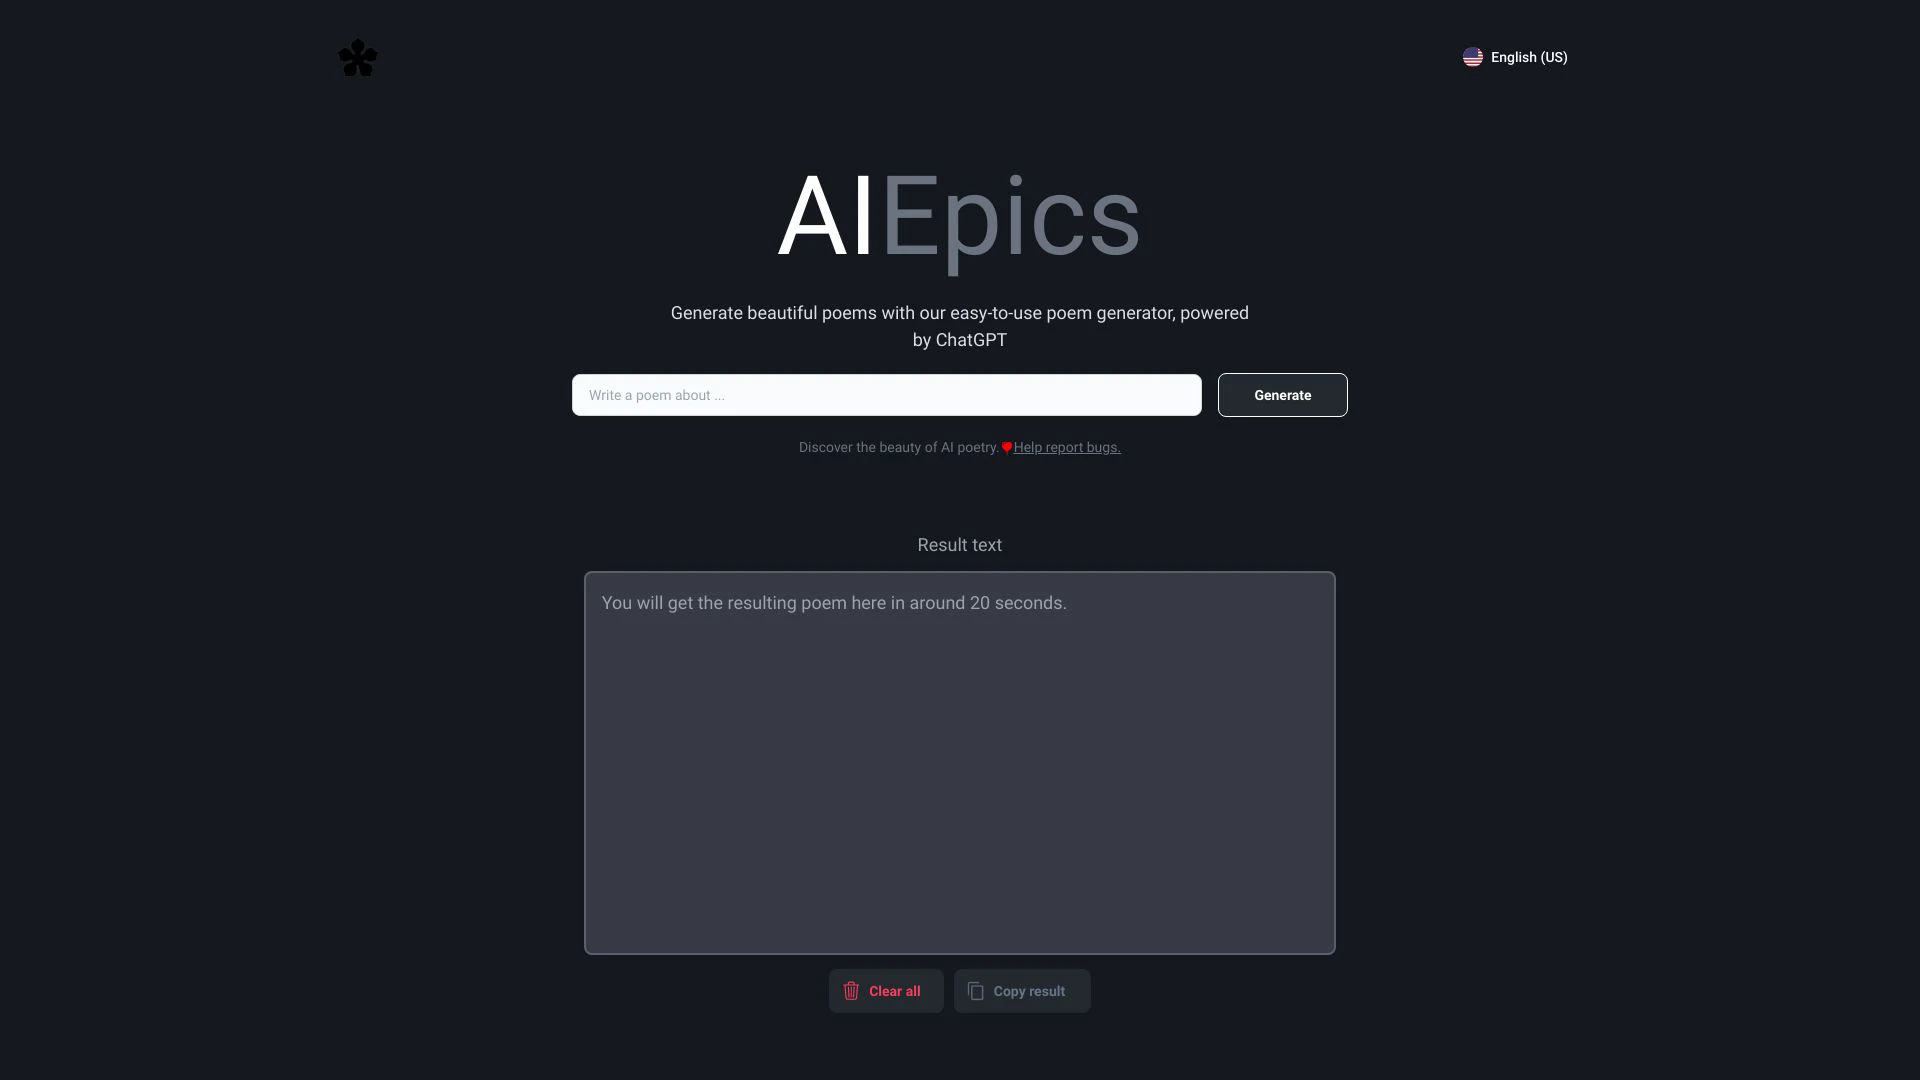 English (US)
AIEpics
Generate beautiful poems with our easy-to-use poem generator, powered
by ChatGPT
Write a poem about ...
Generate
Discover the beauty of AI poetry. Help report bugs.
Result text
You will get the resulting poem here in around 20 seconds.
Clear all
Copy result